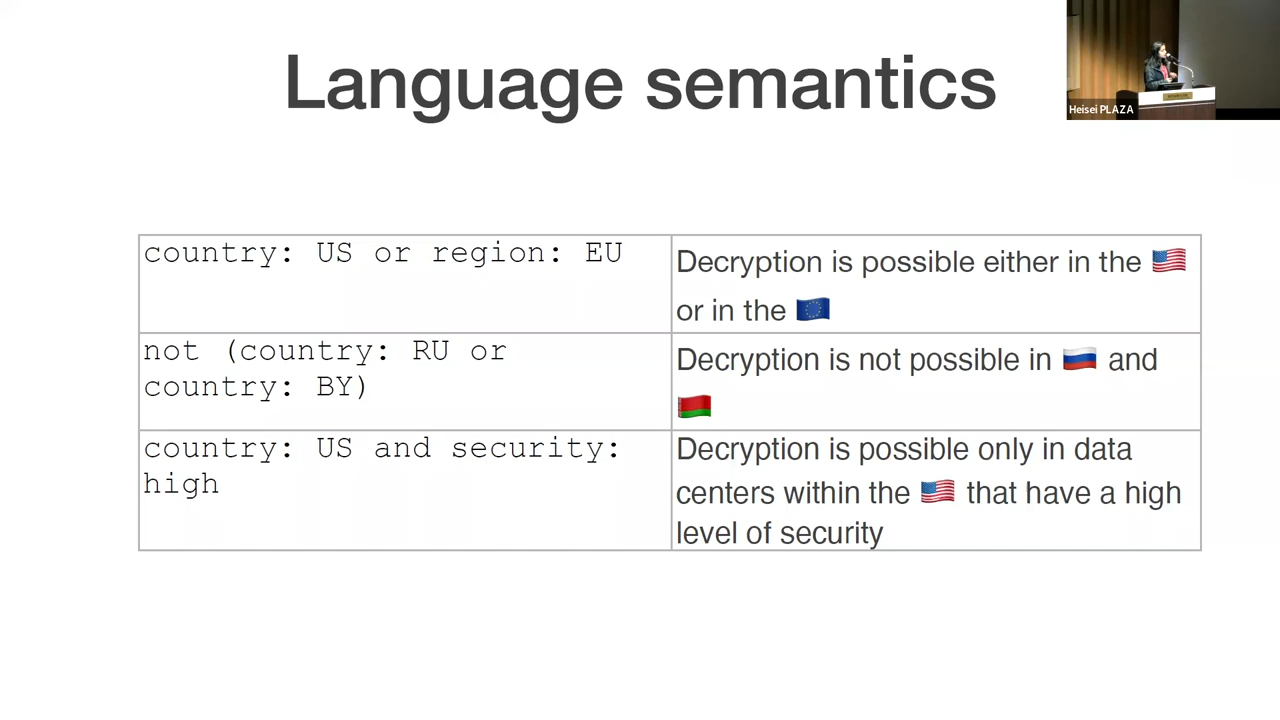 Language semantics
Heisei PLAZA
country: US or region: EU
Decryption is possible either in the 🇺🇸
or in the 🇪🇺
not (country: RU or
country: BY)
Decryption is not possible in 🇷🇺 and
🇧🇾
country: US and security:
high
Decryption is possible only in data
centers within the 🇺🇸 that have a high
level of security